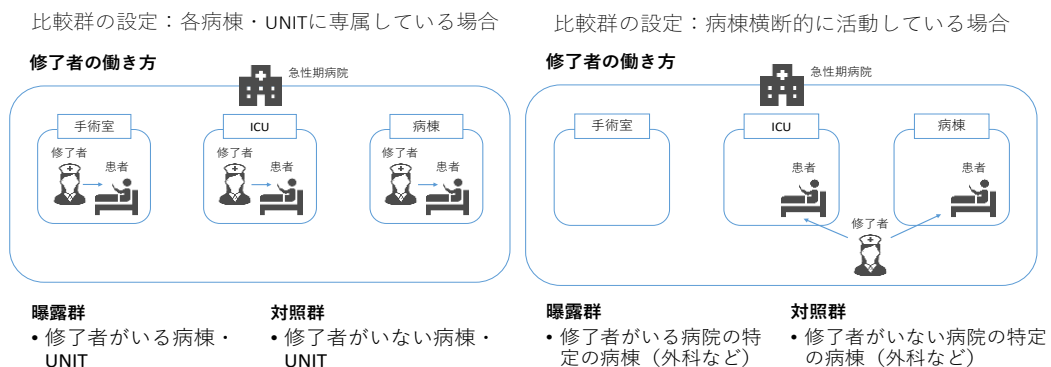 比較群の設定：各病棟・UNITに専属している場合
修了者の働き方
急性期病院
手術室
ICU
病棟
修了者
患者
修了者
患者
修了者
患者
曝露群
• 修了者がいる病棟・
UNIT
対照群
• 修了者がいない病棟・
UNIT
比較群の設定：病棟横断的に活動している場合
修了者の働き方
急性期病院
手術室
ICU
病棟
患者
患者
修了者
曝露群
• 修了者がいる病院の特
定の病棟（外科など）
対照群
• 修了者がいない病院の特定
の病棟（外科など）